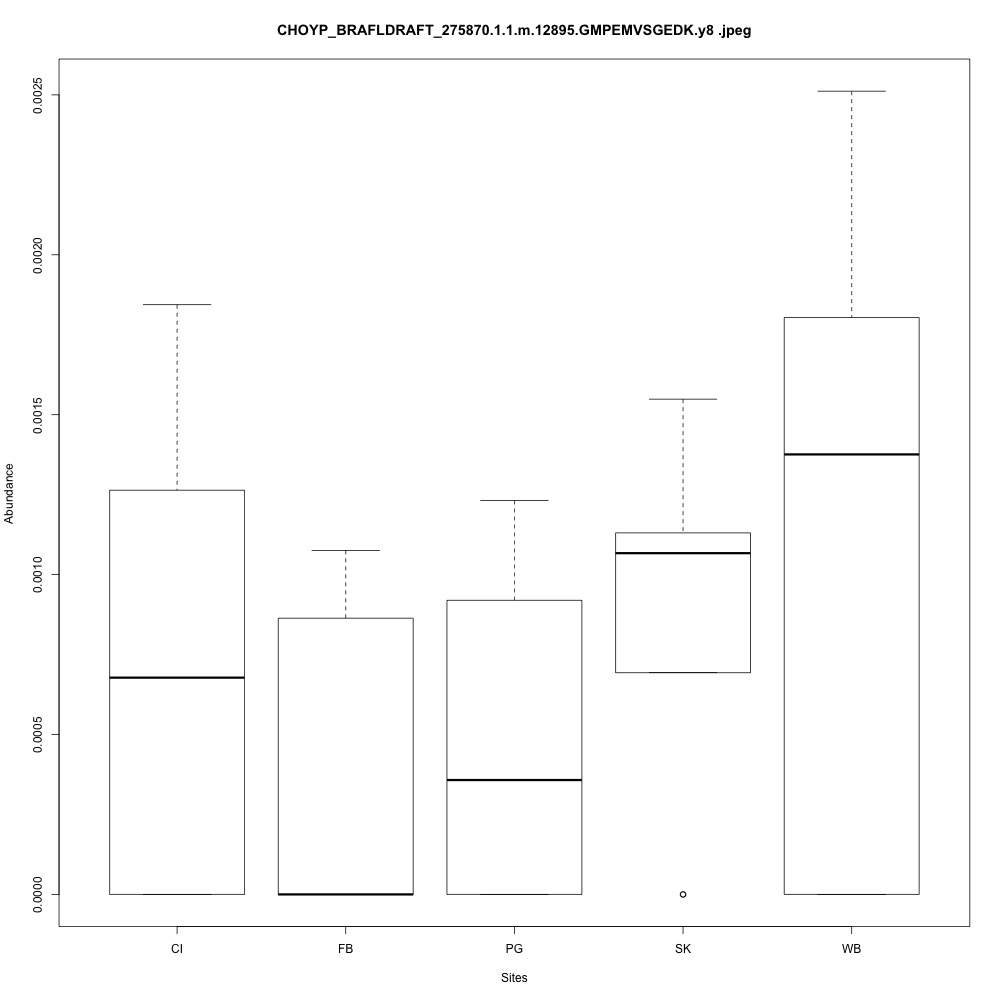 CHOYP_BRAFLDRAFT_275870.1.1.m.12895.GMPEMVSGEDK.y8 .jpeg
Abundance
0.0025
0.0020
0.0015
0.0010
0.0005
0.0000
CI FB PG SK WB
Sites